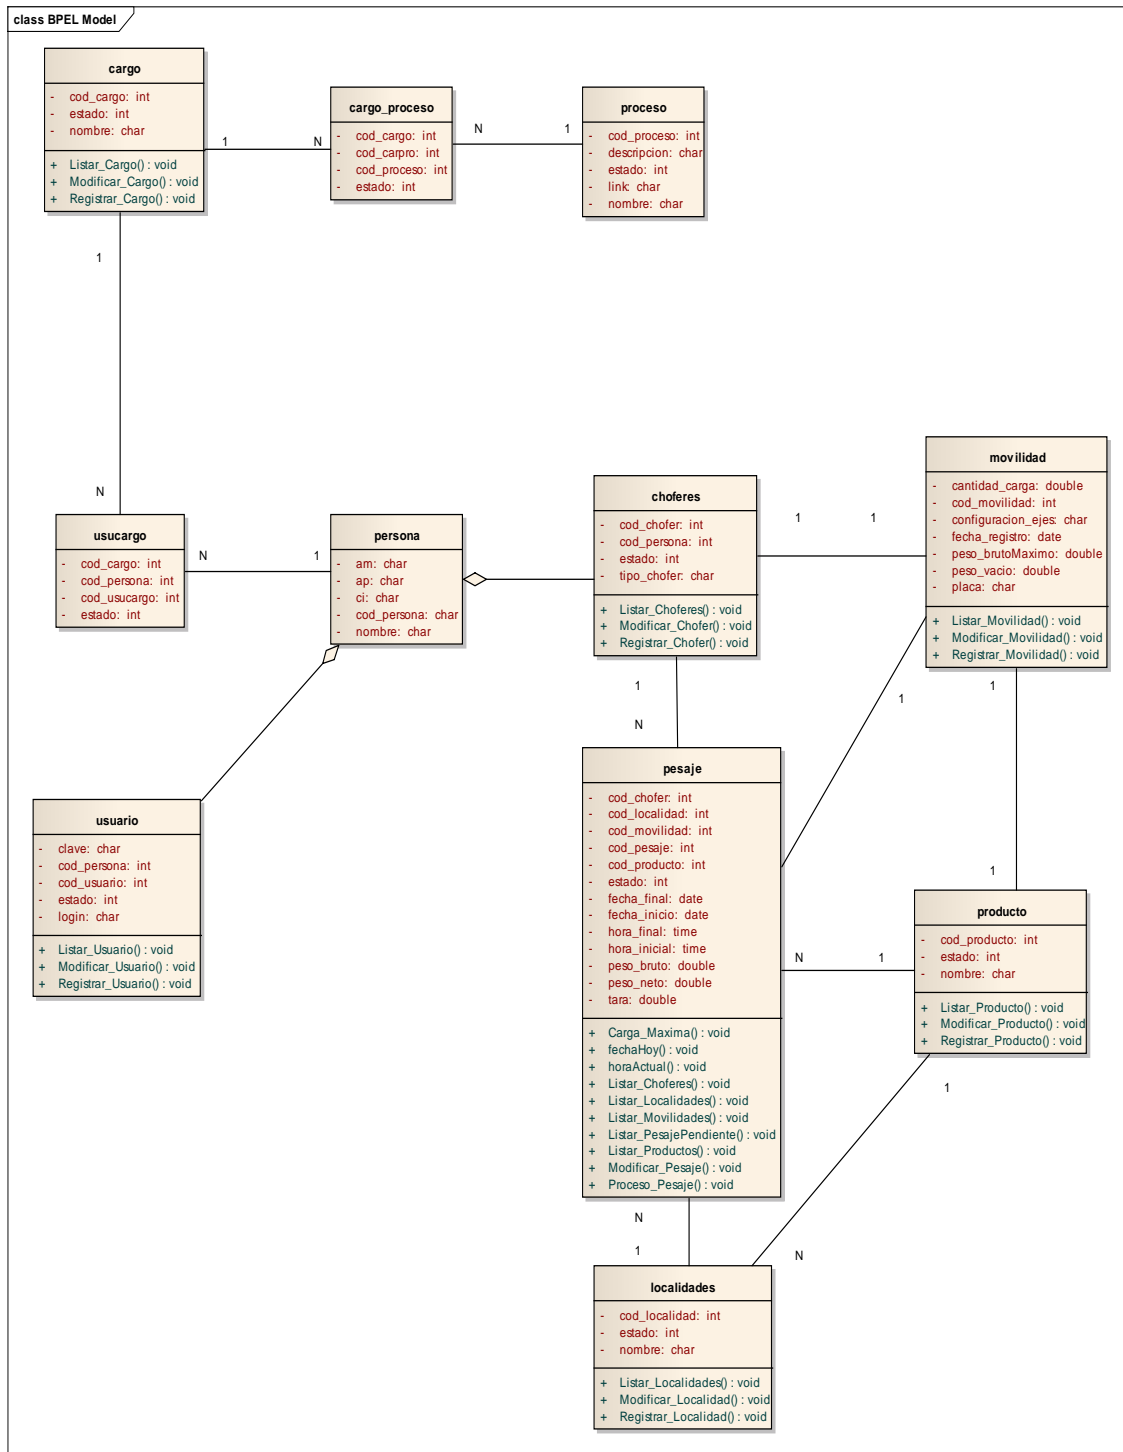 class BPEL Model
cargo
- cod_cargo: int
- estado: int
- nombre: char
+ Listar_Cargo() : void
+ Modificar_Cargo() : void
+ Registrar_Cargo() : void
1
N
cargo_proceso
- cod_cargo: int
- cod_carpro: int
- cod_proceso: int
- estado: int
N
1
proceso
- cod_proceso: int
- descripcion: char
- estado: int
- link: char
- nombre: char
1
N
usucargo
- cod_cargo: int
- cod_persona: int
- cod_usucargo: int
- estado: int
N
1
persona
- am: char
- ap: char
- ci: char
- cod_persona: char
- nombre: char
choferes
- cod_chofer: int
- cod_persona: int
- estado: int
- tipo_chofer: char
+ Listar_Choferes() : void
+ Modificar_Chofer() : void
+ Registrar_Chofer() : void
1
1
movilidad
- cantidad_carga: double
- cod_movilidad: int
- configuracion_ejes: char
- fecha_registro: date
- peso_brutoMaximo: double
- peso_vacio: double
- placa: char
+ Listar_Movilidad() : void
+ Modificar_Movilidad() : void
+ Registrar_Movilidad() : void
1
N
1
1
1
usuario
- clave: char
- cod_persona: int
- cod_usuario: int
- estado: int
- login: char
+ Listar_Usuario() : void
+ Modificar_Usuario() : void
+ Registrar_Usuario() : void
pesaje
- cod_chofer: int
- cod_localidad: int
- cod_movilidad: int
- cod_pesaje: int
- cod_producto: int
- estado: int
- fecha_final: date
- fecha_inicio: date
- hora_final: time
- hora_inicial: time
- peso_bruto: double
- peso_neto: double
- tara: double
+ Carga_Maxima() : void
+ fechaHoy() : void
+ horaActual() : void
+ Listar_Choferes() : void
+ Listar_Localidades() : void
+ Listar_Movilidades() : void
+ Listar_PesajePendiente() : void
+ Listar_Productos() : void
+ Modificar_Pesaje() : void
+ Proceso_Pesaje() : void
N
1
producto
- cod_producto: int
- estado: int
- nombre: char
+ Listar_Producto() : void
+ Modificar_Producto() : void
+ Registrar_Producto() : void
1
N
N
1
localidades
- cod_localidad: int
- estado: int
- nombre: char
+ Listar_Localidades() : void
+ Modificar_Localidad() : void
+ Registrar_Localidad() : void